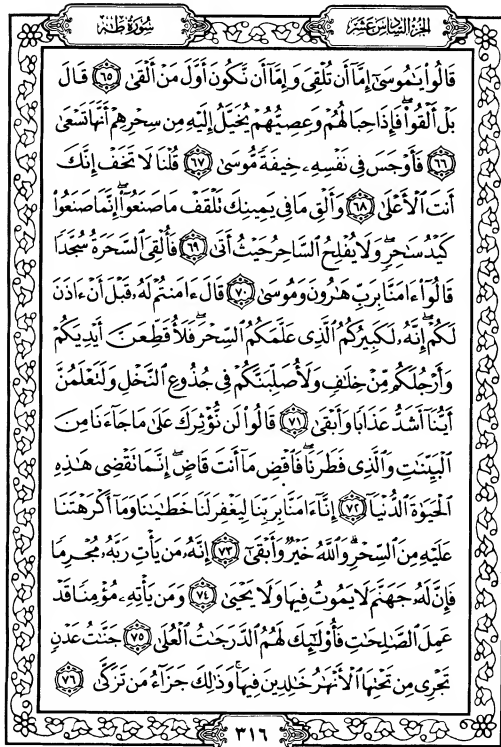 الجزء السادس عشر
سورة طه
قَالُوا۟ يَٰمُوسَىٰٓ إِمَّآ أَن تُلْقِىَ وَإِمَّآ أَن نَّكُونَ أَوَّلَ مَنْ أَلْقَىٰ ٦٥ قَالَ
بَلْ أَلْقُوا۟ۖ فَإِذَا حِبَالُهُمْ وَعِصِيُّهُمْ يُخَيَّلُ إِلَيْهِ مِن سِحْرِهِمْ أَنَّهَا تَسْعَىٰ
٦٦ فَأَوْجَسَ فِى نَفْسِهِۦ خِيفَةً مُّوسَىٰ ٦٧ قُلْنَا لَا تَخَفْ إِنَّكَ
أَنتَ ٱلْأَعْلَىٰ ٦٨ وَأَلْقِ مَا فِى يَمِينِكَ تَلْقَفْ مَا صَنَعُوٓا۟ۖ إِنَّمَا صَنَعُوا۟
كَيْدُ سَٰحِرٍۖ وَلَا يُفْلِحُ ٱلسَّاحِرُ حَيْثُ أَتَىٰ ٦٩ فَأُلْقِىَ ٱلسَّحَرَةُ سُجَّدًا
قَالُوٓا۟ ءَامَنَّا بِرَبِّ هَٰرُونَ وَمُوسَىٰ ٧٠ قَالَ ءَامَنتُمْ لَهُۥ قَبْلَ أَنْ ءَاذَنَ
لَكُمْۖ إِنَّهُۥ لَكَبِيرُكُمُ ٱلَّذِى عَلَّمَكُمُ ٱلسِّحْرَۖ فَلَأُقَطِّعَنَّ أَيْدِيَكُمْ
وَأَرْجُلَكُم مِّنْ خِلَٰفٍ وَلَأُصَلِّبَنَّكُمْ فِى جُذُوعِ ٱلنَّخْلِ وَلَتَعْلَمُنَّ
أَيُّنَآ أَشَدُّ عَذَابًا وَأَبْقَىٰ ٧١ قَالُوا۟ لَن نُّؤْثِرَكَ عَلَىٰ مَا جَآءَنَا مِنَ
ٱلْبَيِّنَٰتِ وَٱلَّذِى فَطَرَنَاۖ فَٱقْضِ مَآ أَنتَ قَاضٍۖ إِنَّمَا تَقْضِى هَٰذِهِ
ٱلْحَيَوٰةَ ٱلدُّنْيَآ ٧٢ إِنَّآ ءَامَنَّا بِرَبِّنَا لِيَغْفِرَ لَنَا خَطَٰيَٰنَا وَمَآ أَكْرَهْتَنَا
عَلَيْهِ مِنَ ٱلسِّحْرِۗ وَٱللَّهُ خَيْرٌ وَأَبْقَىٰٓ ٧٣ إِنَّهُۥ مَن يَأْتِ رَبَّهُۥ مُجْرِمًا
فَإِنَّ لَهُۥ جَهَنَّمَ لَا يَمُوتُ فِيهَا وَلَا يَحْيَىٰ ٧٤ وَمَن يَأْتِهِۦ مُؤْمِنًا قَدْ
عَمِلَ ٱلصَّٰلِحَٰتِ فَأُو۟لَٰٓئِكَ لَهُمُ ٱلدَّرَجَٰتُ ٱلْعُلَىٰ ٧٥ جَنَّٰتُ عَدْنٍ
تَجْرِى مِن تَحْتِهَا ٱلْأَنْهَٰرُ خَٰلِدِينَ فِيهَاۚ وَذَٰلِكَ جَزَآءُ مَن تَزَكَّىٰ ٧٦
٣١٦